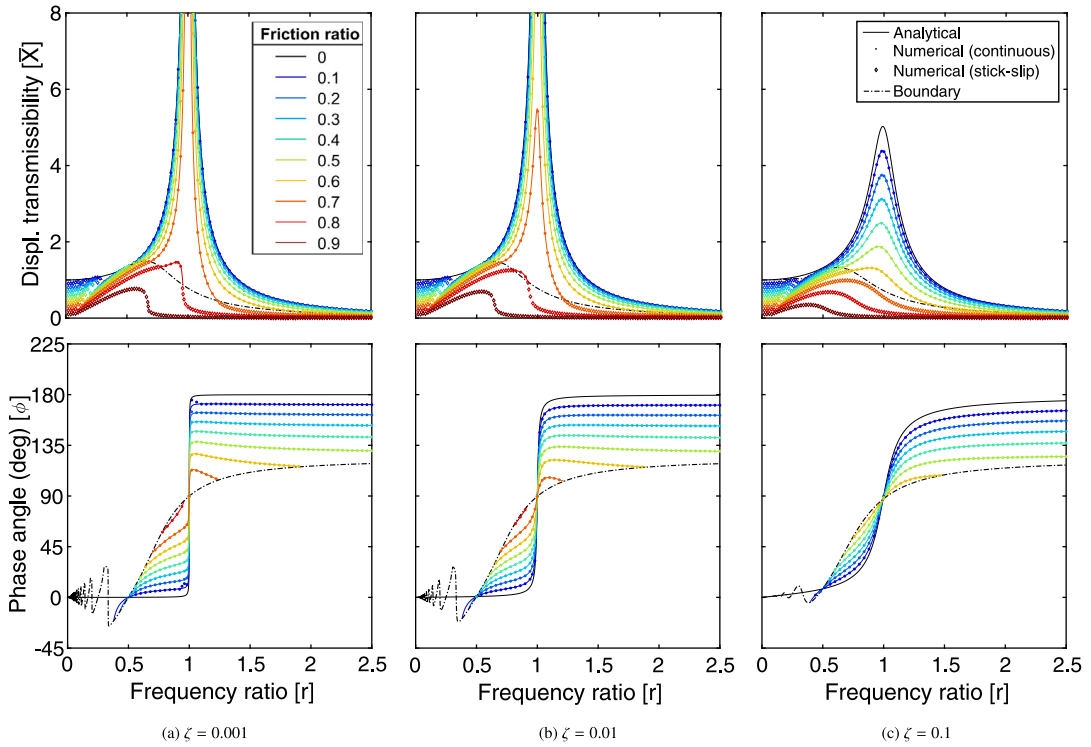 Displ. transmissibility [X̅]
8
6
4
2
0
Friction ratio
0
0.1
0.2
0.3
0.4
0.5
0.6
0.7
0.8
0.9
Analytical
Numerical (continuous)
Numerical (stick-slip)
Boundary
Phase angle (deg) [ϕ]
225
-180
135
90
45
0
-45
0 0.5 1 1.5 2 2.5
0 0.5 1 1.5 2 2.5
0 0.5 1 1.5 2 2.5
Frequency ratio [r]
Frequency ratio [r]
Frequency ratio [r]
(a) ζ = 0.001
(b) ζ = 0.01
(c) ζ = 0.1